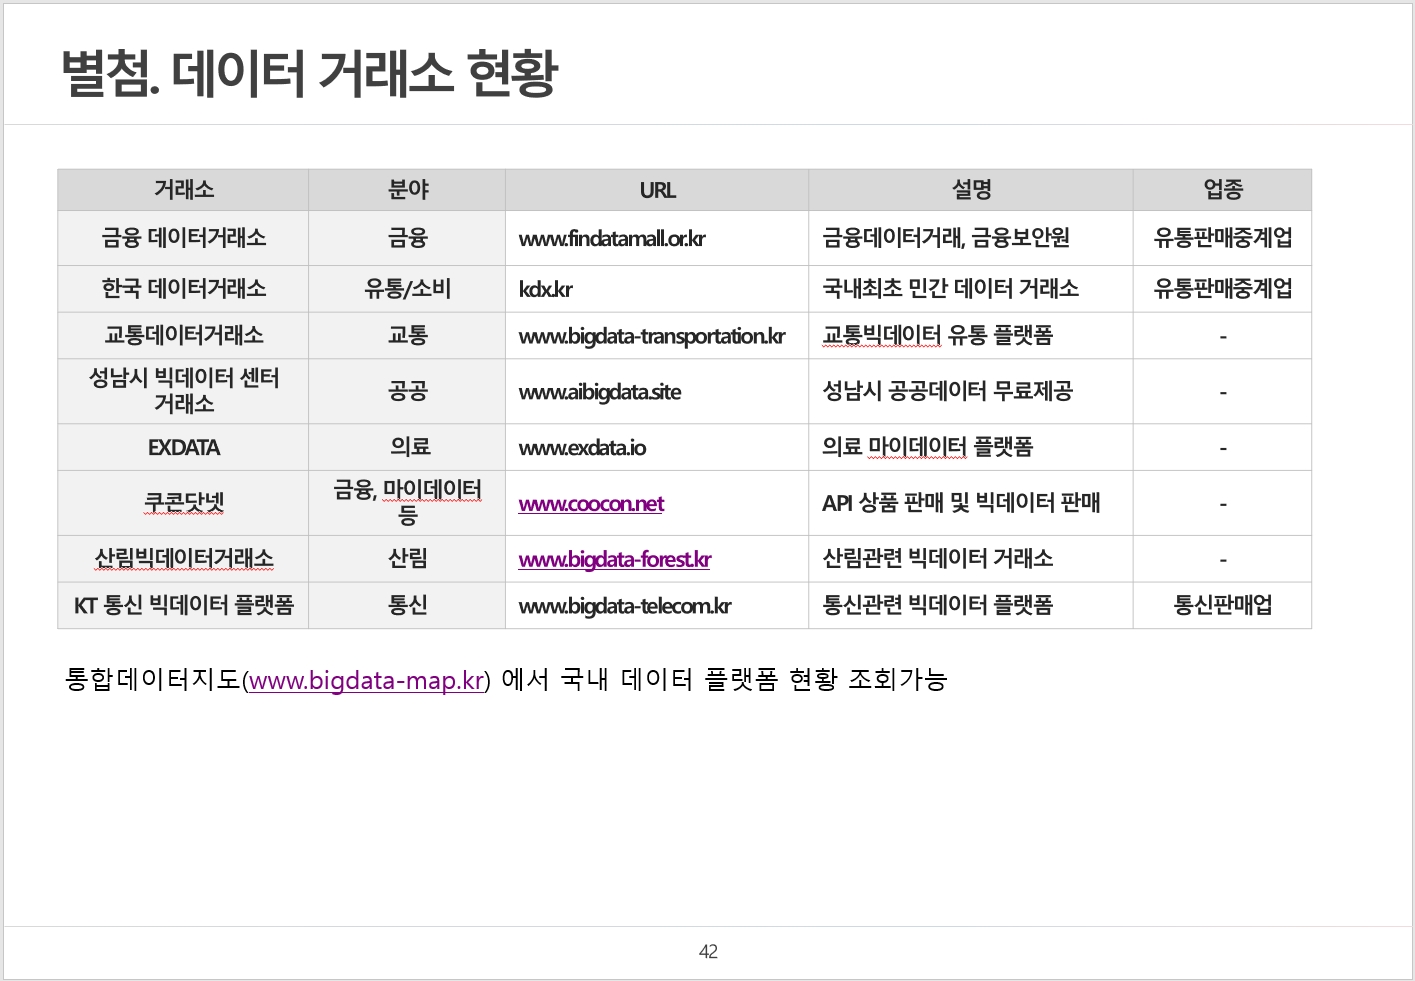 별첨. 데이터 거래소 현황
거래소 분야 URL 설명 업종
금융 데이터거래소 금융 www.findatamall.or.kr 금융데이터거래, 금융보안원 유통판매중계업
한국 데이터거래소 유통/소비 kdx.kr 국내최초 민간 데이터 거래소 유통판매중계업
교통데이터거래소 교통 www.bigdata-transportation.kr 교통빅데이터 유통 플랫폼 -
성남시 빅데이터 센터
거래소 공공 www.aibigdata.site 성남시 공공데이터 무료제공 -
EXDATA 의료 www.exdata.io 의료 마이데이터 플랫폼 -
쿠콘닷넷 금융, 마이데이터
등 www.coocon.net API 상품 판매 및 빅데이터 판매 -
산림빅데이터거래소 산림 www.bigdata-forest.kr 산림관련 빅데이터 거래소 -
KT 통신 빅데이터 플랫폼 통신 www.bigdata-telecom.kr 통신관련 빅데이터 플랫폼 통신판매업
통합데이터지도(www.bigdata-map.kr) 에서 국내 데이터 플랫폼 현황 조회가능
42